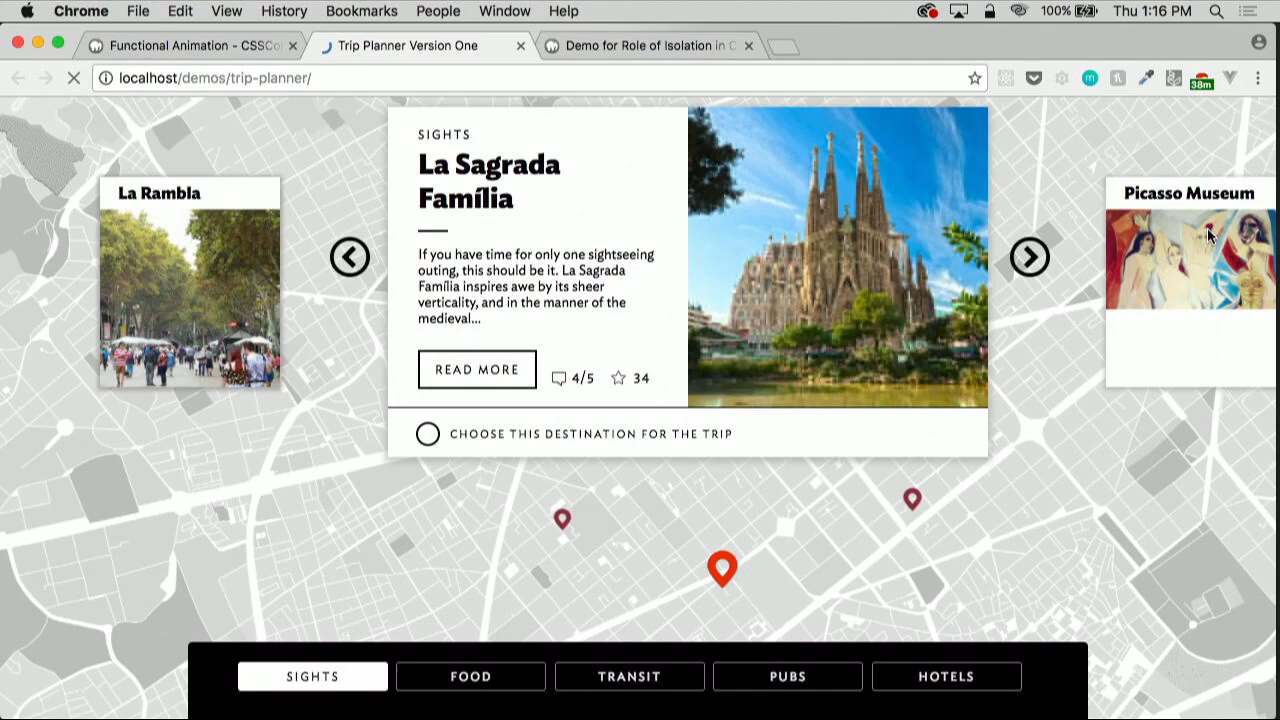 Chrome File Edit View History Bookmarks People Window Help 100% Thu 1:16 PM
Functional Animation - CSSCo
Trip Planner Version One
Demo for Role of Isolation in C
localhost/demos/trip-planner/
38m
La Rambla
SIGHTS
La Sagrada
Família
If you have time for only one sightseeing
outing, this should be it. La Sagrada
Família inspires awe by its sheer
verticality, and in the manner of the
medieval...
READ MORE
4/5
34
CHOOSE THIS DESTINATION FOR THE TRIP
Picasso Museum
SIGHTS
FOOD
TRANSIT
PUBS
HOTELS